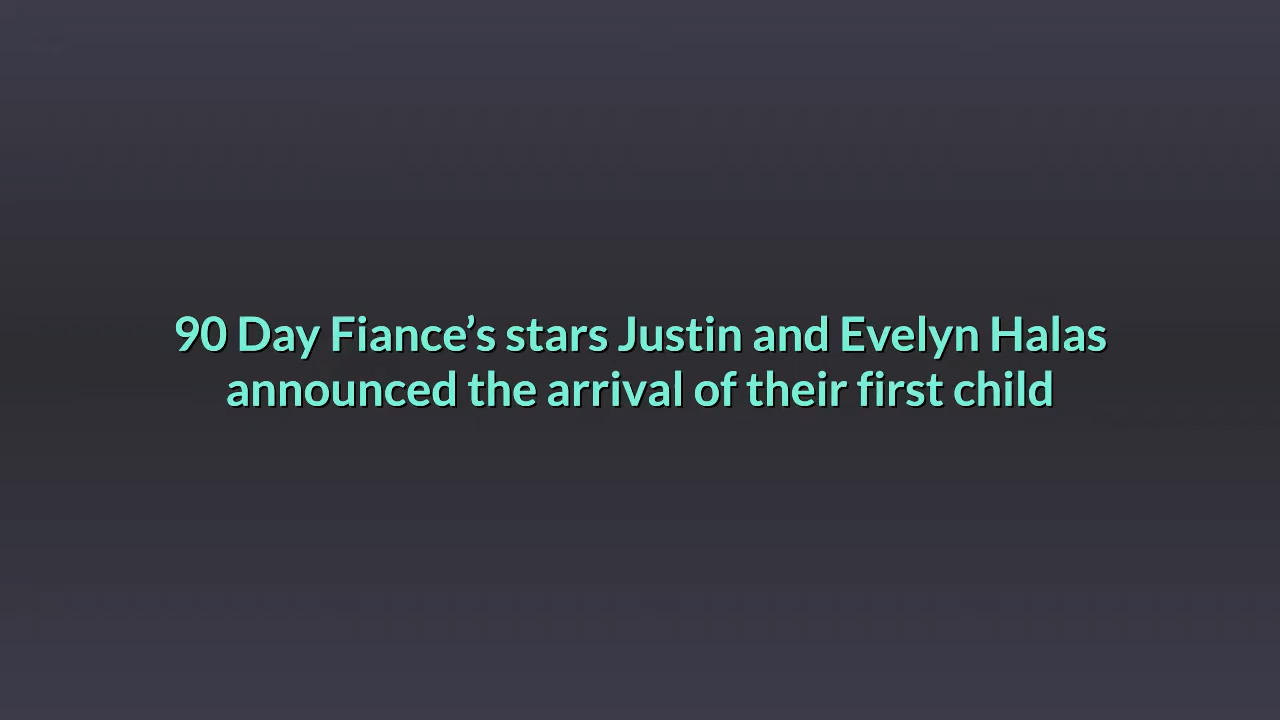 90 Day Fiance’s stars Justin and Evelyn Halas
announced the arrival of their first child